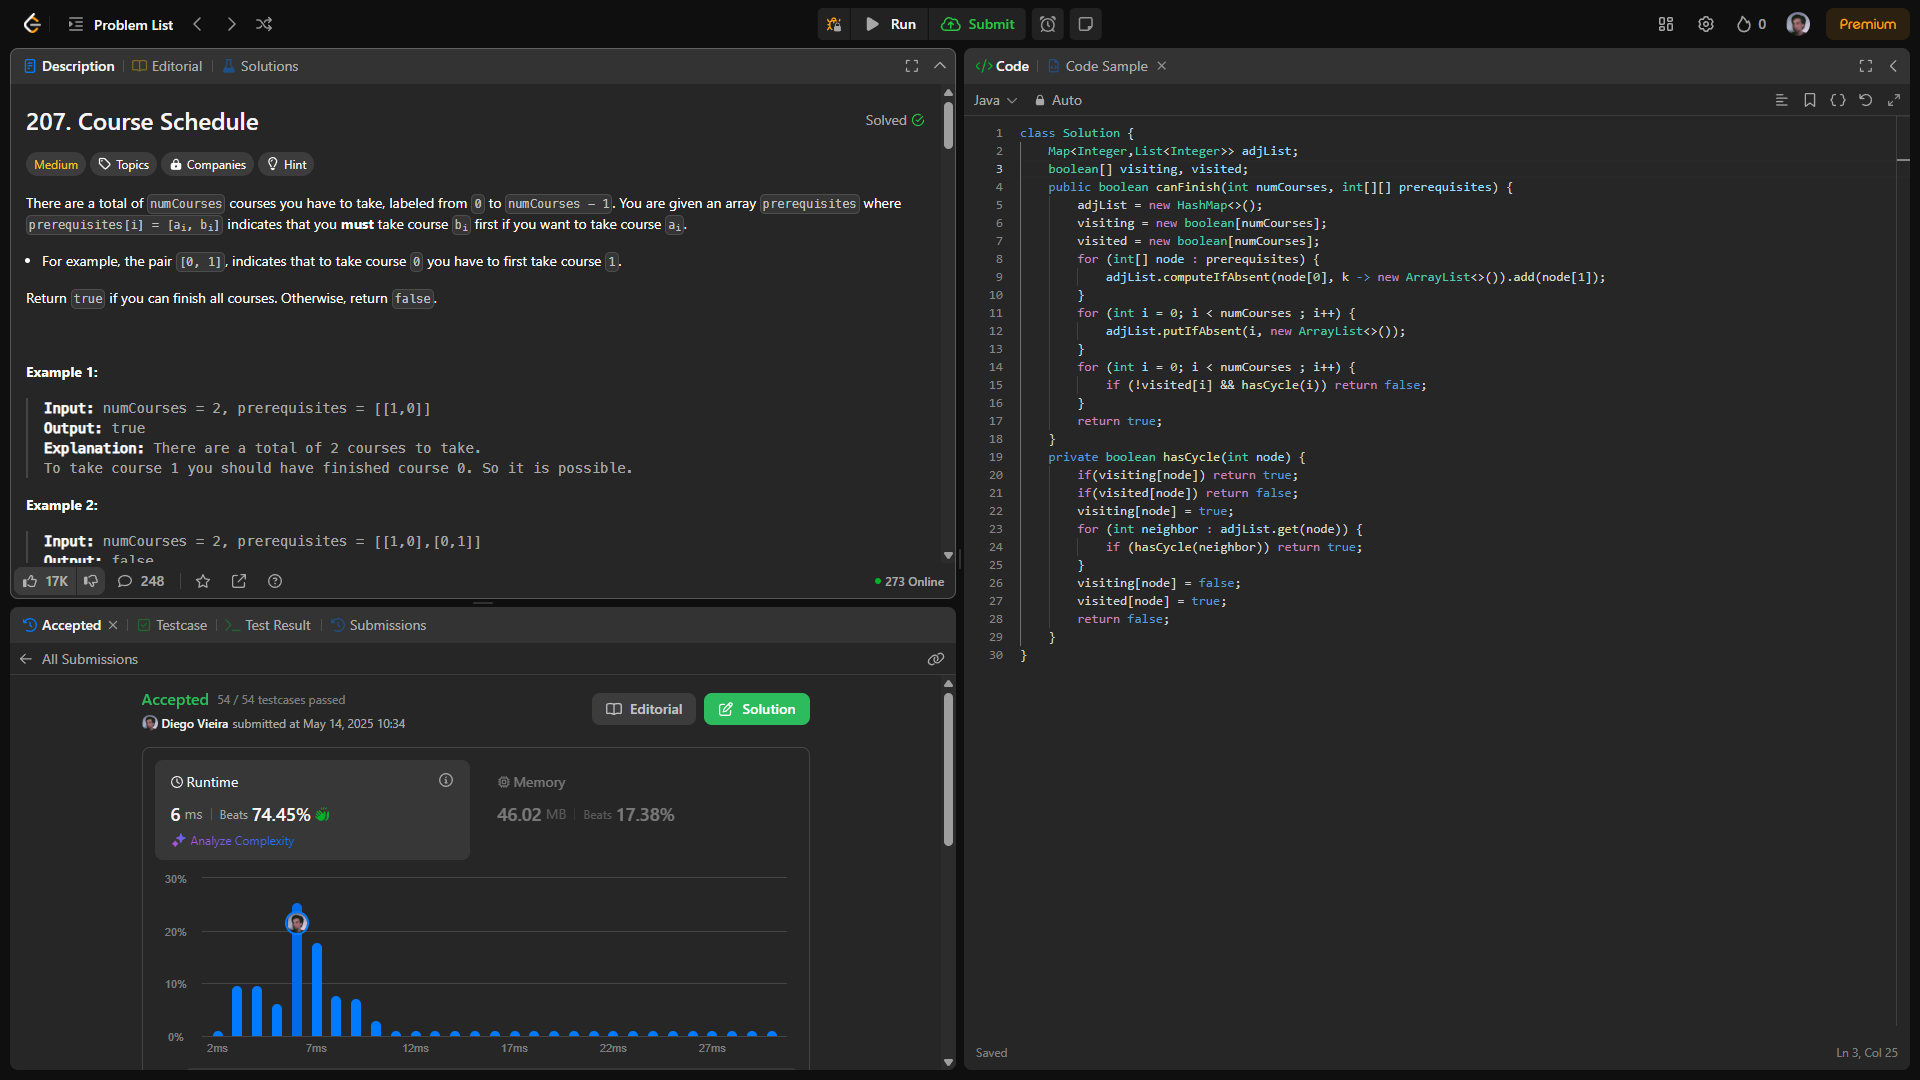 Problem List
Run
Submit
0
Premium
Description
Editorial
Solutions
207. Course Schedule
Solved
Medium
Topics
Companies
Hint
There are a total of numCourses courses you have to take, labeled from 0 to numCourses - 1. You are given an array prerequisites where
prerequisites[i] = [ai, bi] indicates that you must take course bi first if you want to take course ai.
• For example, the pair [0, 1], indicates that to take course 0 you have to first take course 1.
Return true if you can finish all courses. Otherwise, return false.
Example 1:
Input: numCourses = 2, prerequisites = [[1,0]]
Output: true
Explanation: There are a total of 2 courses to take.
To take course 1 you should have finished course 0. So it is possible.
Example 2:
Input: numCourses = 2, prerequisites = [[1,0],[0,1]]
Output: false
17K
248
273 Online
Accepted
Testcase
Test Result
Submissions
All Submissions
Accepted 54 / 54 testcases passed
Diego Vieira submitted at May 14, 2025 10:34
Editorial
Solution
Runtime
6 ms Beats 74.45%
Analyze Complexity
Memory
46.02 MB Beats 17.38%
30%
20%
10%
0%
2ms 7ms 12ms 17ms 22ms 27ms
Code
Code Sample
Java
Auto
1 class Solution {
2 Map<Integer,List<Integer>> adjList;
3 boolean[] visiting, visited;
4 public boolean canFinish(int numCourses, int[][] prerequisites) {
5 adjList = new HashMap<>();
6 visiting = new boolean[numCourses];
7 visited = new boolean[numCourses];
8 for (int[] node : prerequisites) {
9 adjList.computeIfAbsent(node[0], k -> new ArrayList<>()).add(node[1]);
10 }
11 for (int i = 0; i < numCourses ; i++) {
12 adjList.putIfAbsent(i, new ArrayList<>());
13 }
14 for (int i = 0; i < numCourses ; i++) {
15 if (!visited[i] && hasCycle(i)) return false;
16 }
17 return true;
18 }
19 private boolean hasCycle(int node) {
20 if(visiting[node]) return true;
21 if(visited[node]) return false;
22 visiting[node] = true;
23 for (int neighbor : adjList.get(node)) {
24 if (hasCycle(neighbor)) return true;
25 }
26 visiting[node] = false;
27 visited[node] = true;
28 return false;
29 }
30 }
Saved
Ln 3, Col 25